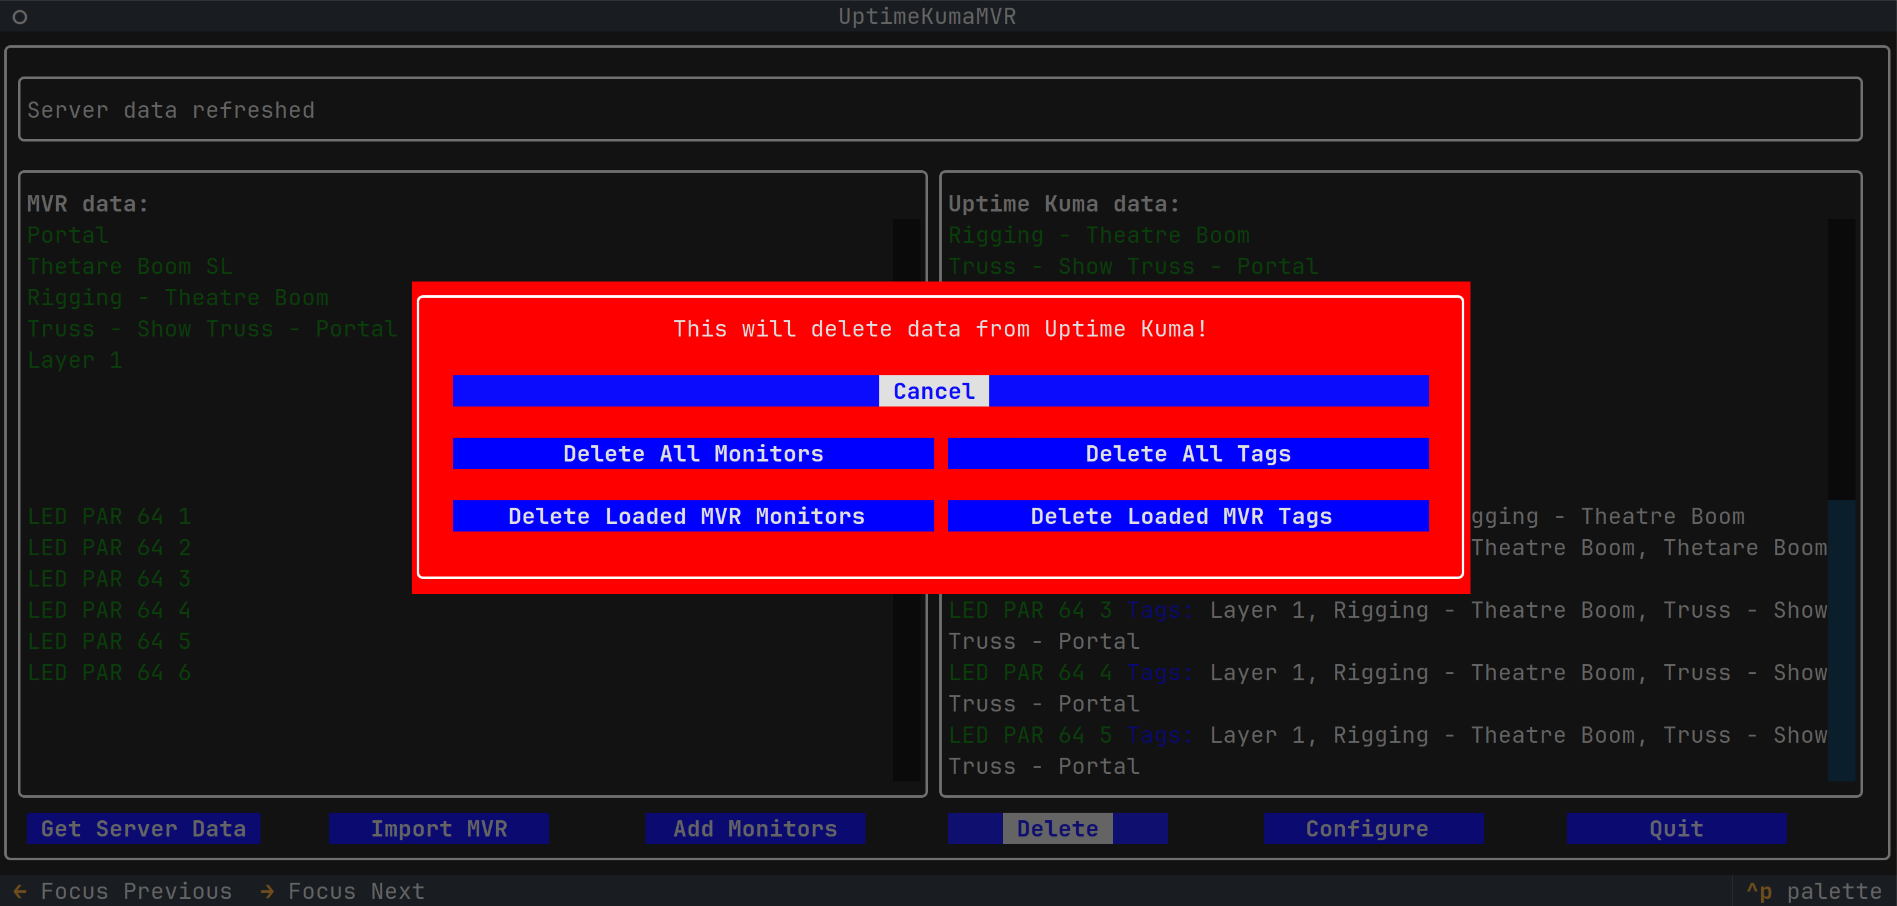 UptimeKumaMVR
Server data refreshed
MVR data:
Portal
Thetare Boom SL
Rigging - Theatre Boom
Truss - Show Truss - Portal
Layer 1
LED PAR 64 1
LED PAR 64 2
LED PAR 64 3
LED PAR 64 4
LED PAR 64 5
LED PAR 64 6
Uptime Kuma data:
Rigging - Theatre Boom
Truss - Show Truss - Portal
gging - Theatre Boom
Theatre Boom, Thetare Boom
LED PAR 64 3 Tags: Layer 1, Rigging - Theatre Boom, Truss - Show
Truss - Portal
LED PAR 64 4 Tags: Layer 1, Rigging - Theatre Boom, Truss - Show
Truss - Portal
LED PAR 64 5 Tags: Layer 1, Rigging - Theatre Boom, Truss - Show
Truss - Portal
This will delete data from Uptime Kuma!
Cancel
Delete All Monitors
Delete All Tags
Delete Loaded MVR Monitors
Delete Loaded MVR Tags
Get Server Data
Import MVR
Add Monitors
Delete
Configure
Quit
← Focus Previous → Focus Next
^p palette